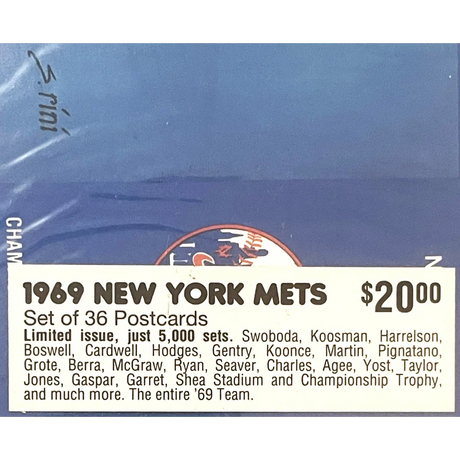 S.rini
CHAM
N
1969 NEW YORK METS $20.00
Set of 36 Postcards
Limited issue, just 5,000 sets. Swoboda, Koosman, Harrelson,
Boswell, Cardwell, Hodges, Gentry, Koonce, Martin, Pignatano,
Grote, Berra, McGraw, Ryan, Seaver, Charles, Agee, Yost, Taylor,
Jones, Gaspar, Garret, Shea Stadium and Championship Trophy,
and much more. The entire '69 Team.